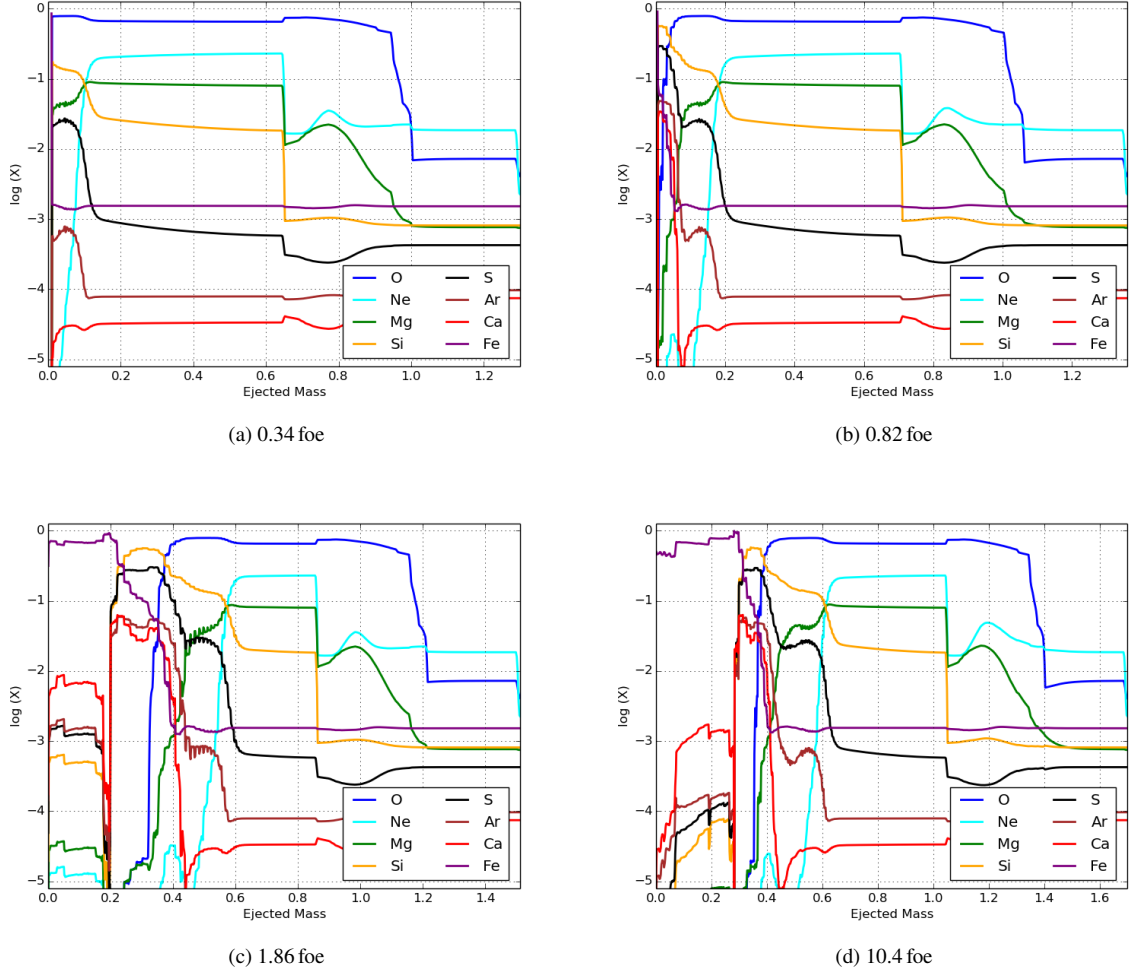 0
−1
−2
−3
−4
−5
log (X)
O S
Ne Ar
Mg Ca
Si Fe
0.0 0.2 0.4 0.6 0.8 1.0 1.2
Ejected Mass
(a) 0.34 foe
0
−1
−2
−3
−4
−5
log (X)
O S
Ne Ar
Mg Ca
Si Fe
0.0 0.2 0.4 0.6 0.8 1.0 1.2
Ejected Mass
(b) 0.82 foe
0
−1
−2
−3
−4
−5
log (X)
O S
Ne Ar
Mg Ca
Si Fe
0.0 0.2 0.4 0.6 0.8 1.0 1.2 1.4
Ejected Mass
(c) 1.86 foe
0
−1
−2
−3
−4
−5
log (X)
O S
Ne Ar
Mg Ca
Si Fe
0.0 0.2 0.4 0.6 0.8 1.0 1.2 1.4 1.6
Ejected Mass
(d) 10.4 foe